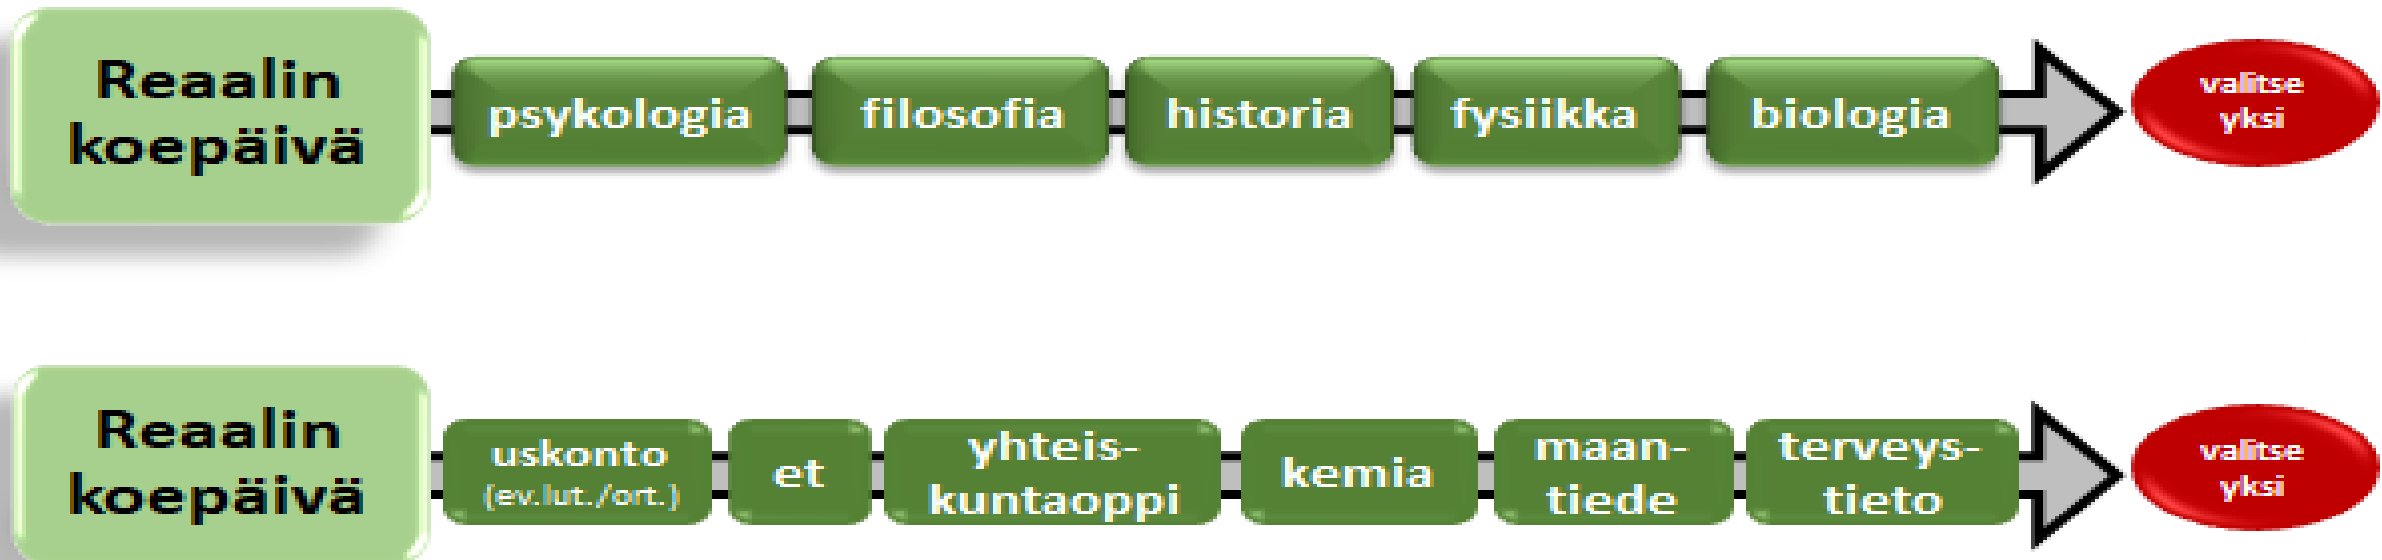 Reaalin
koepäivä
psykologia
filosofia
historia
fysiikka
biologia
valitse
yksi
Reaalin
koepäivä
uskonto
(ev.lut./ort.)
et
yhteis-
kuntaoppi
kemia
maan-
tiede
terveys-
tieto
valitse
yksi